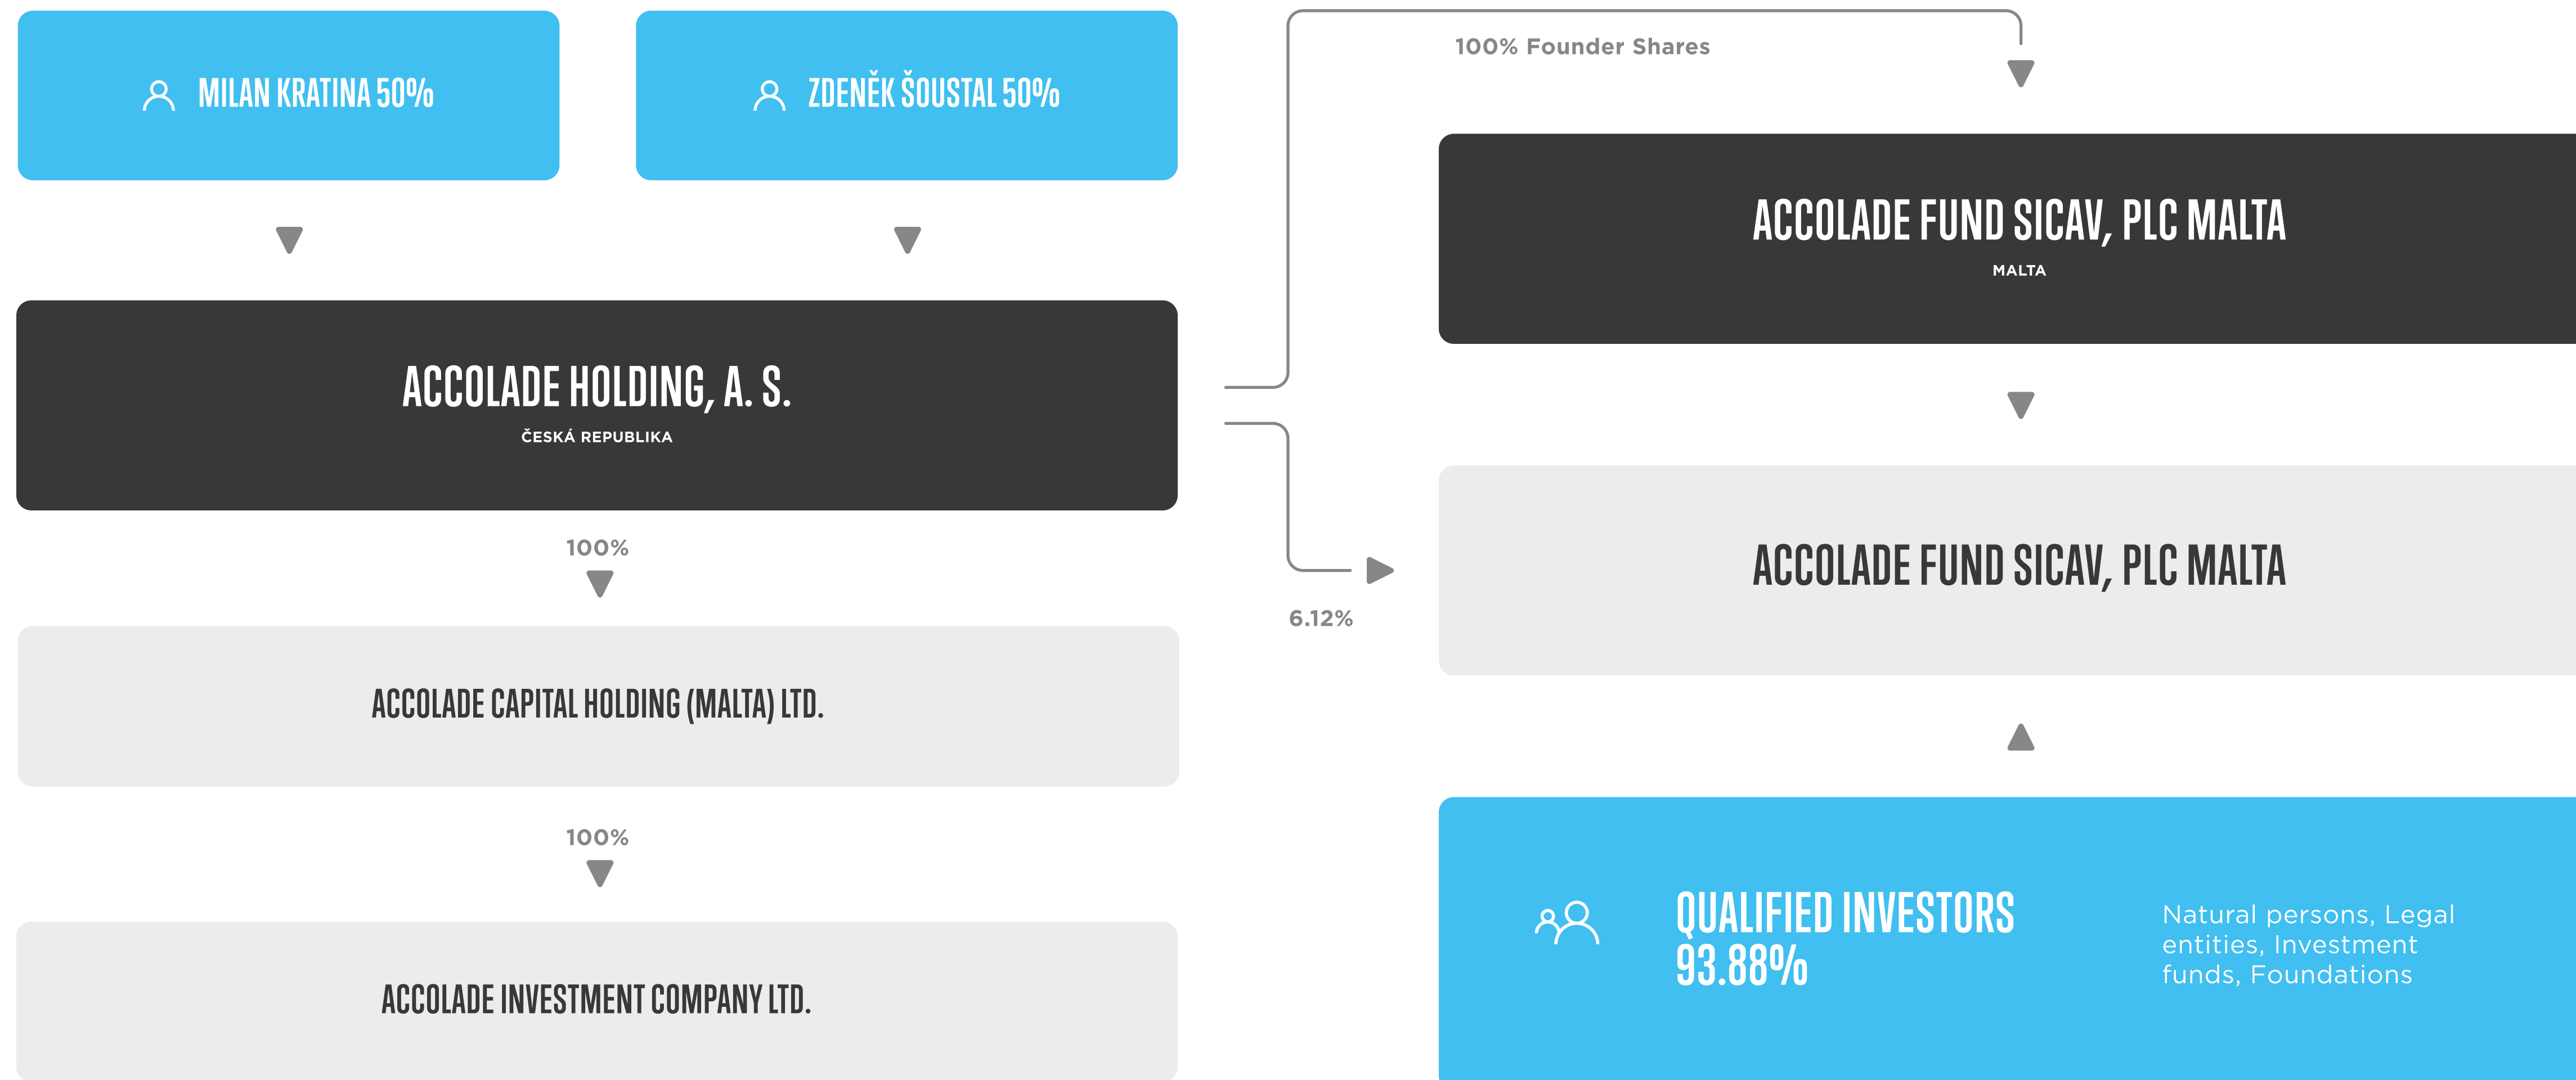 MILAN KRATINA 50%
ZDENĚK ŠOUSTAL 50%
ACCOLADE HOLDING, A. S.
ČESKÁ REPUBLIKA
100%
ACCOLADE CAPITAL HOLDING (MALTA) LTD.
100%
ACCOLADE INVESTMENT COMPANY LTD.
100% Founder Shares
ACCOLADE FUND SICAV, PLC MALTA
MALTA
6.12%
ACCOLADE FUND SICAV, PLC MALTA
QUALIFIED INVESTORS
93.88%
Natural persons, Legal
entities, Investment
funds, Foundations